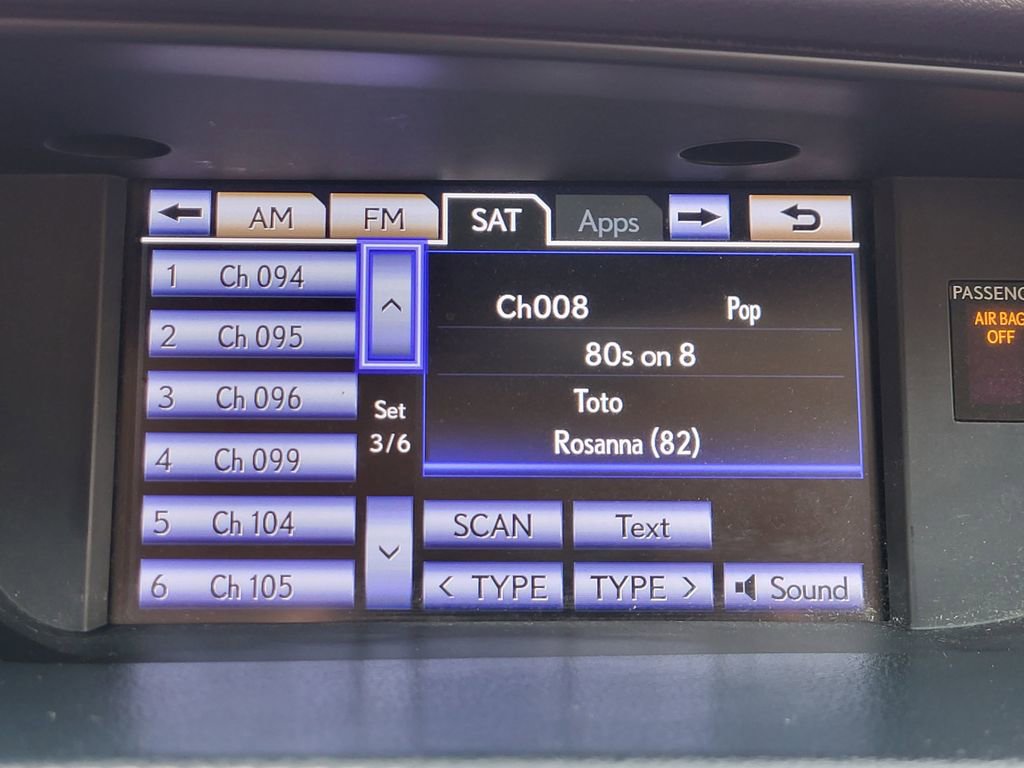 AM FM SAT Apps
1 Ch 094
2 Ch 095
3 Ch 096
4 Ch 099
5 Ch 104
6 Ch 105
Set
3/6
Ch008 Pop
80s on 8
Toto
Rosanna (82)
SCAN Text
< TYPE TYPE > Sound
AIR BAG
OFF